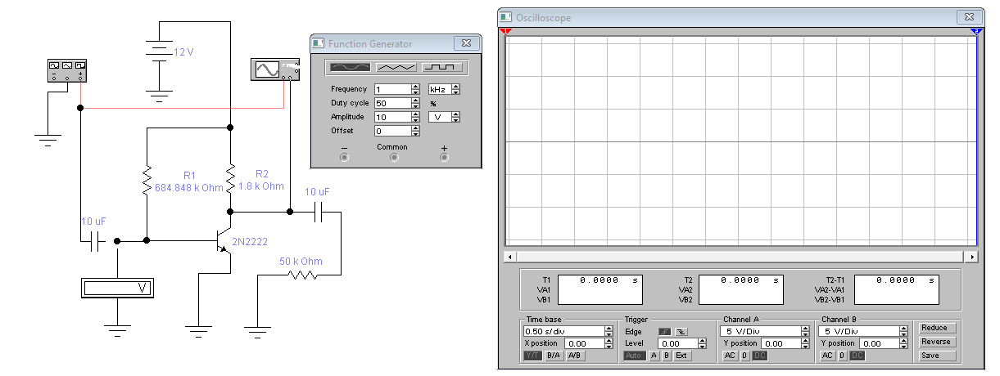 12 V
R1
684.848 k Ohm
R2
1.8 k Ohm
10 uF
10 uF
2N2222
50 k Ohm
V
Function Generator
Frequency 1 kHz
Duty cycle 50 %
Amplitude 10 V
Offset 0
− Common +
Oscilloscope
1 2
T1 0.0000 s
VA1
VB1
T2 0.0000 s
VA2
VB2
T2-T1 0.0000 s
VA2-VA1
VB2-VB1
Time base
0.50 s/div
X position 0.00
Y/T B/A A/B
Trigger
Edge
Level 0.00
Auto A B Ext
Channel A
5 V/Div
Y position 0.00
AC 0 DC
Channel B
5 V/Div
Y position 0.00
AC 0 DC
Reduce
Reverse
Save